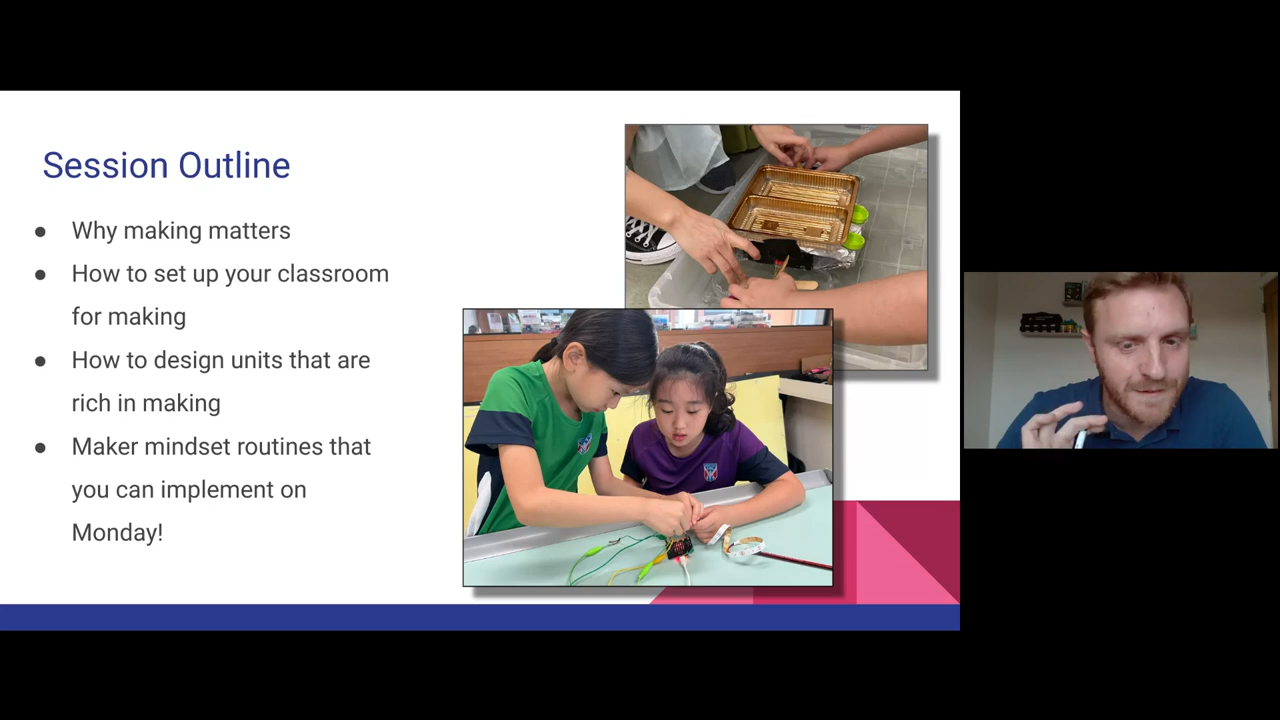 Session Outline
● Why making matters
● How to set up your classroom
for making
● How to design units that are
rich in making
● Maker mindset routines that
you can implement on
Monday!